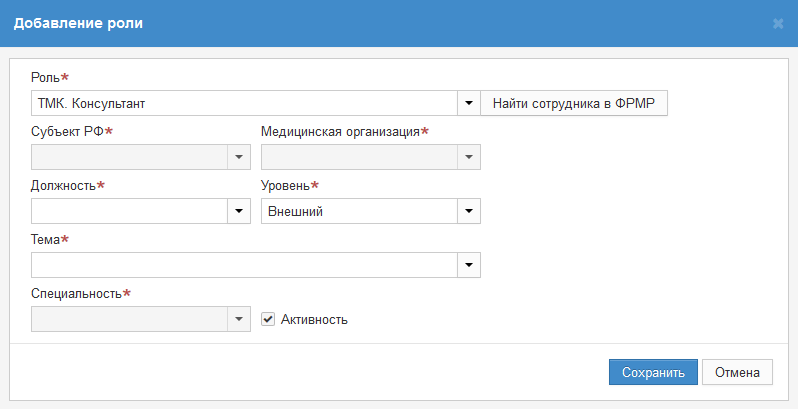 Добавление роли
Роль*
ТМК. Консультант
Найти сотрудника в ФРМР
Субъект РФ* Медицинская организация*
Должность* Уровень*
Внешний
Тема*
Специальность*
Активность
Сохранить Отмена